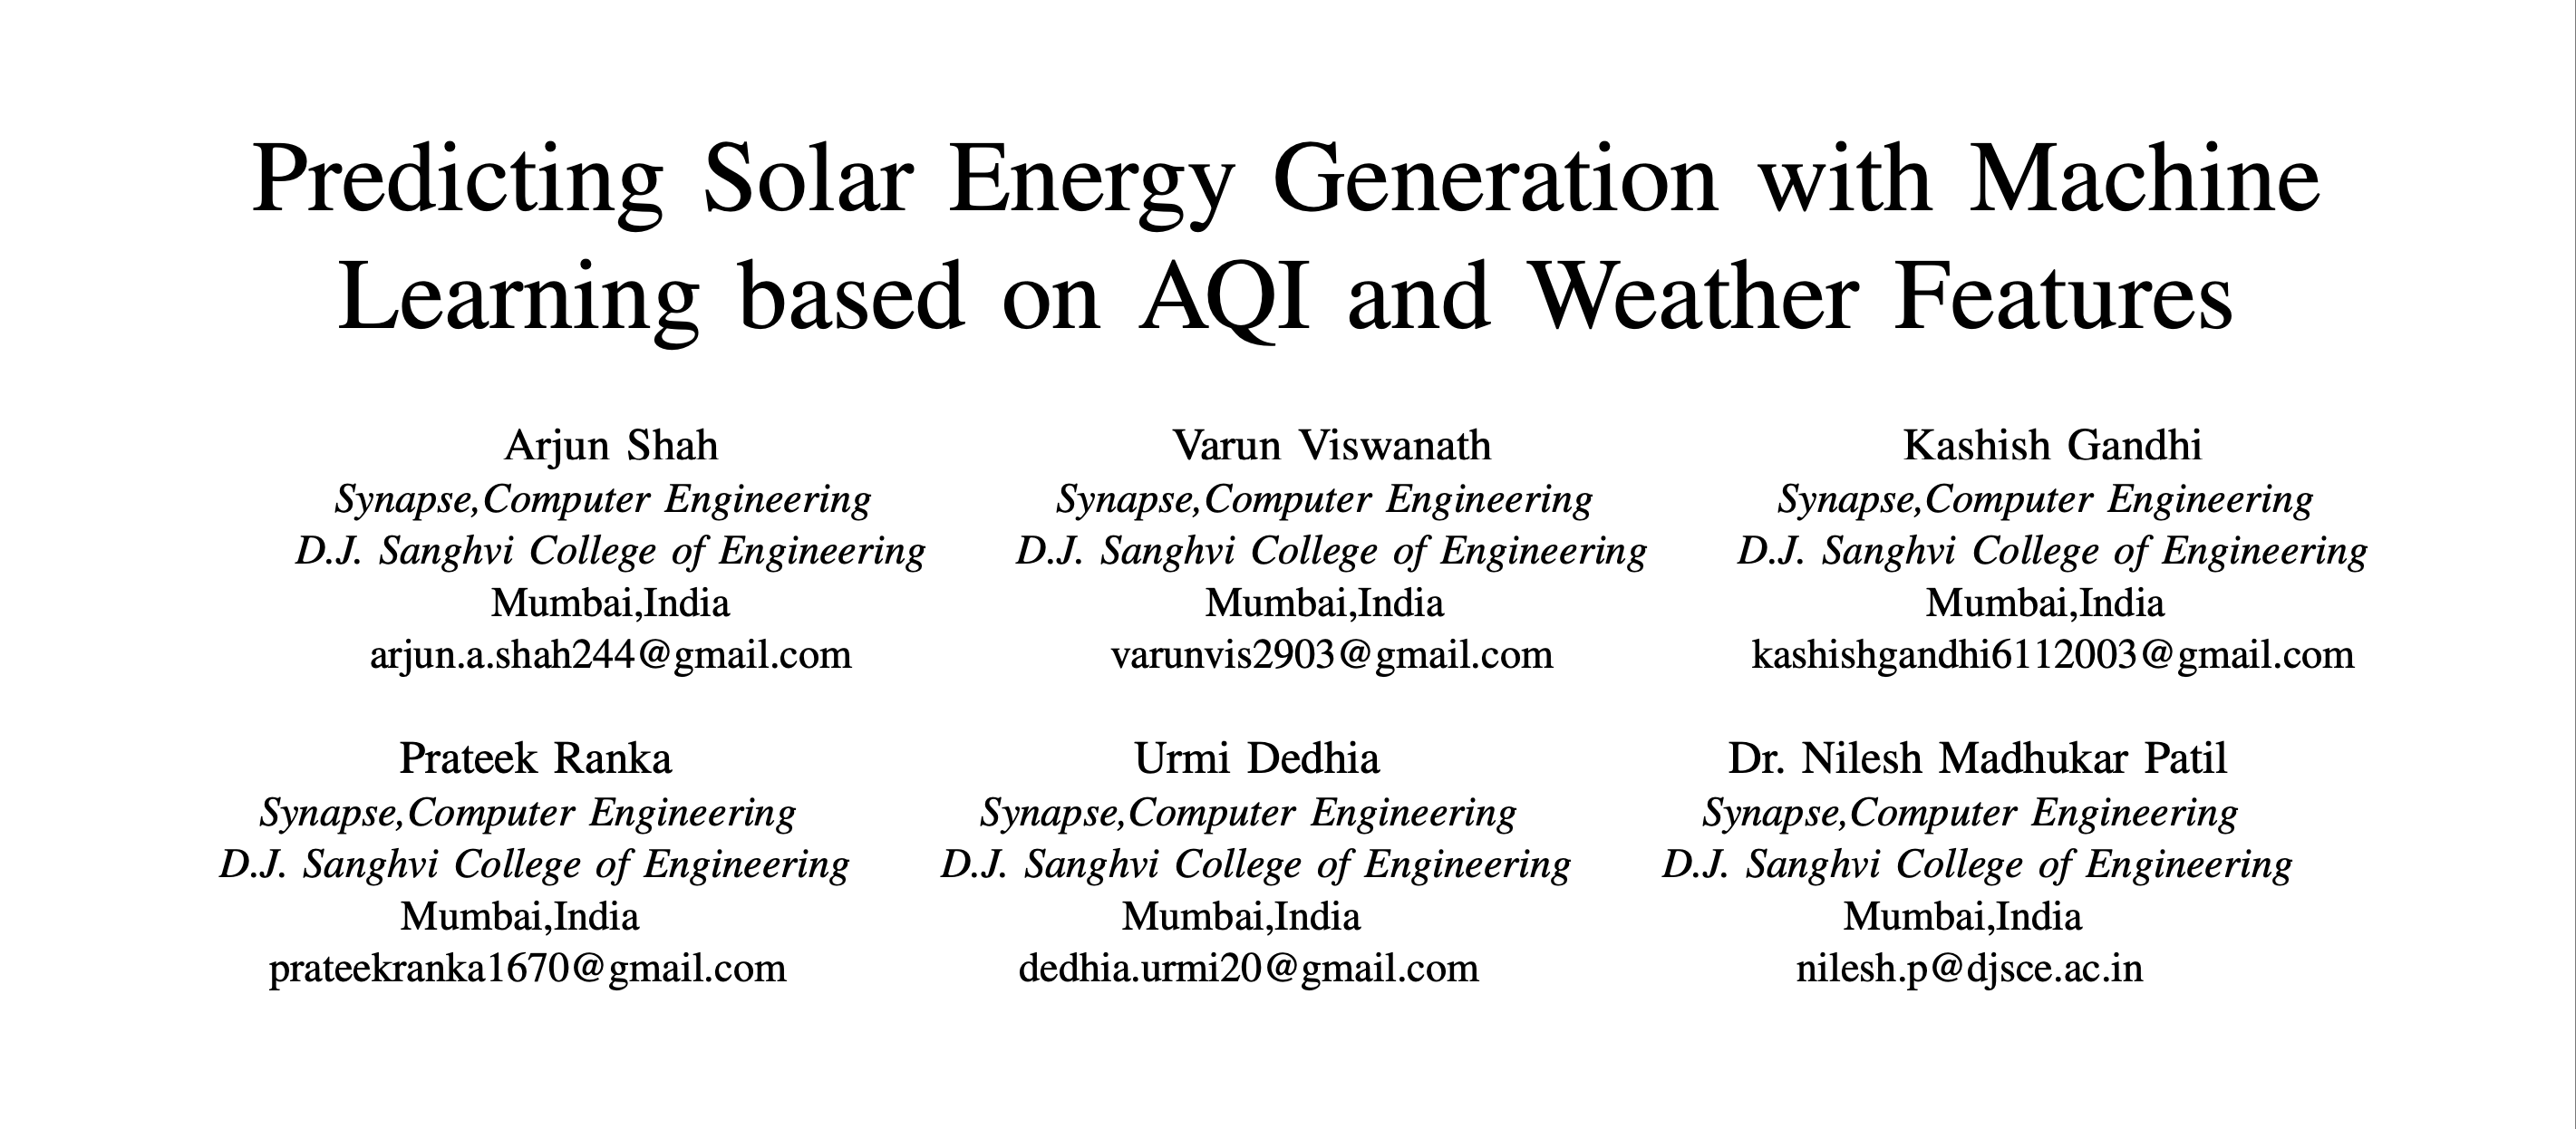 Predicting Solar Energy Generation with Machine
Learning based on AQI and Weather Features
Arjun Shah
Synapse,Computer Engineering
D.J. Sanghvi College of Engineering
Mumbai,India
arjun.a.shah244@gmail.com
Varun Viswanath
Synapse,Computer Engineering
D.J. Sanghvi College of Engineering
Mumbai,India
varunvis2903@gmail.com
Kashish Gandhi
Synapse,Computer Engineering
D.J. Sanghvi College of Engineering
Mumbai,India
kashishgandhi6112003@gmail.com
Prateek Ranka
Synapse,Computer Engineering
D.J. Sanghvi College of Engineering
Mumbai,India
prateekranka1670@gmail.com
Urmi Dedhia
Synapse,Computer Engineering
D.J. Sanghvi College of Engineering
Mumbai,India
dedhia.urmi20@gmail.com
Dr. Nilesh Madhukar Patil
Synapse,Computer Engineering
D.J. Sanghvi College of Engineering
Mumbai,India
nilesh.p@djsce.ac.in